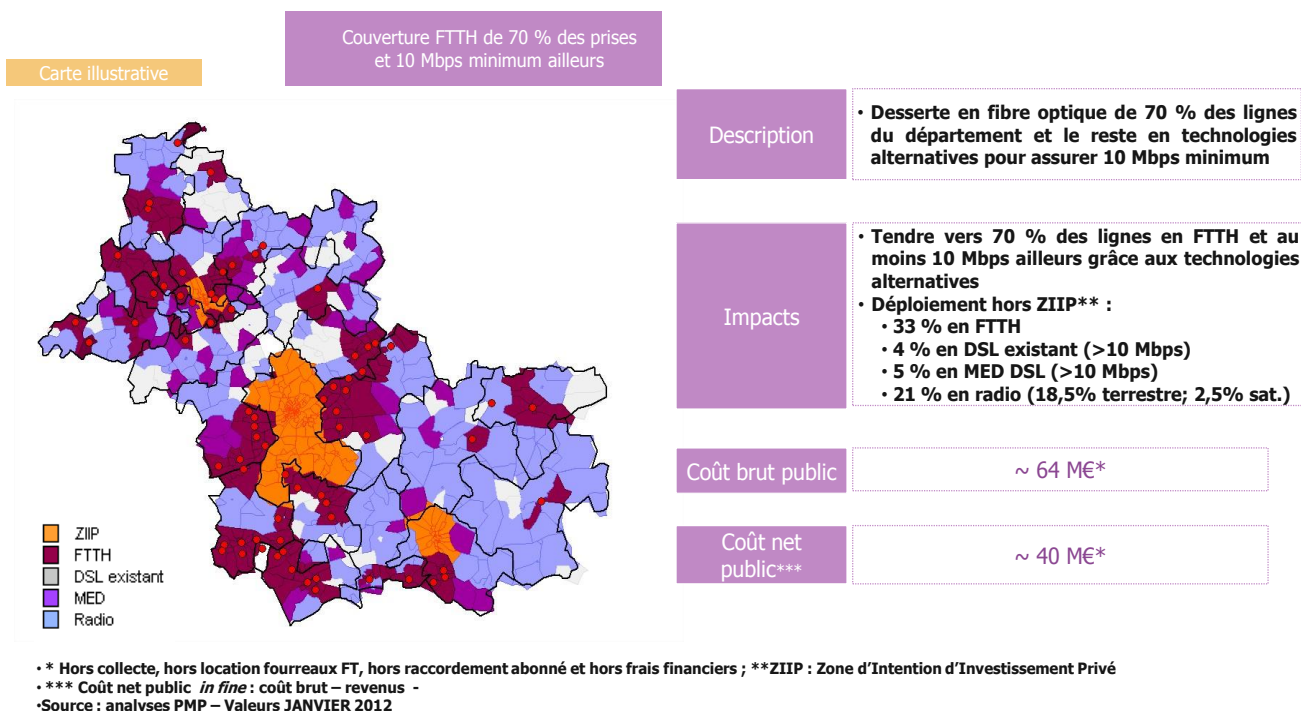 Couverture FTTH de 70 % des prises
et 10 Mbps minimum ailleurs
Carte illustrative
Description
• Desserte en fibre optique de 70 % des lignes
du département et le reste en technologies
alternatives pour assurer 10 Mbps minimum
Impacts
• Tendre vers 70 % des lignes en FTTH et au
moins 10 Mbps ailleurs grâce aux technologies
alternatives
• Déploiement hors ZIIP** :
• 33 % en FTTH
• 4 % en DSL existant (>10 Mbps)
• 5 % en MED DSL (>10 Mbps)
• 21 % en radio (18,5% terrestre; 2,5% sat.)
Coût brut public
~ 64 M€*
Coût net
public***
~ 40 M€*
ZIIP
FTTH
DSL existant
MED
Radio
• * Hors collecte, hors location fourreaux FT, hors raccordement abonné et hors frais financiers ; **ZIIP : Zone d'Intention d'Investissement Privé
• *** Coût net public in fine : coût brut – revenus -
•Source : analyses PMP – Valeurs JANVIER 2012